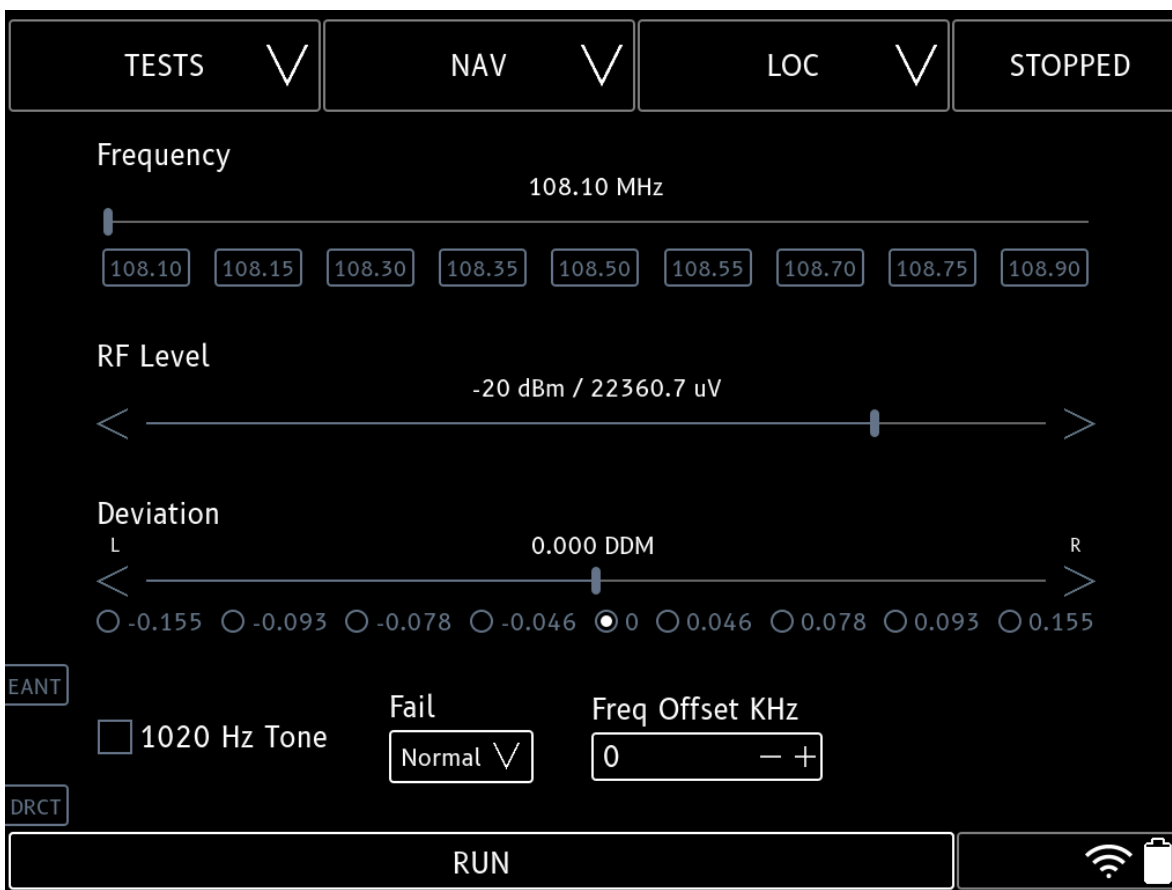 TESTS NAV LOC STOPPED
Frequency
108.10 MHz
108.10 108.15 108.30 108.35 108.50 108.55 108.70 108.75 108.90
RF Level
-20 dBm / 22360.7 uV
Deviation
L 0.000 DDM R
-0.155 -0.093 -0.078 -0.046 0 0.046 0.078 0.093 0.155
EANT
Fail Freq Offset KHz
1020 Hz Tone Normal 0 − +
DRCT
RUN